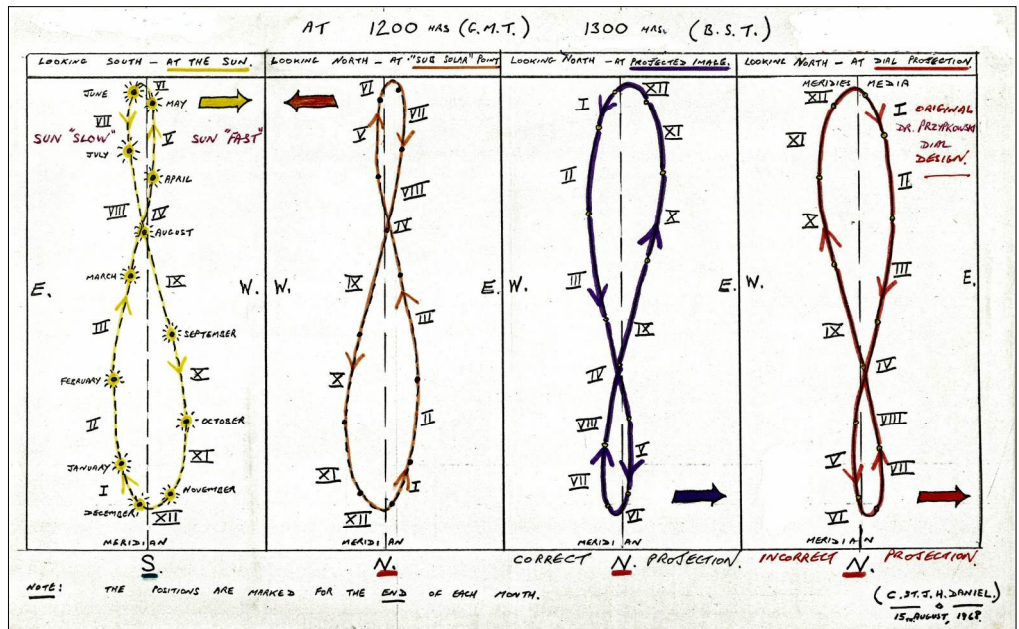 AT 1200 HRS (G.M.T.) 1300 HRS. (B.S.T.)
LOOKING SOUTH – AT THE SUN.
JUNE VI
MAY
VII V
SUN "SLOW" SUN "FAST"
JULY
APRIL
VIII IV
AUGUST
MARCH IX
E. W.
III
SEPTEMBER
FEBRUARY X
II OCTOBER
JANUARY XI
I NOVEMBER
DECEMBER XII
MERIDIAN
S.
LOOKING NORTH – AT "SUB SOLAR" POINT
VI VII
V
VIII
IV
IX
W. E.
III
X
II
XI I
XII
MERIDIAN
N.
LOOKING NORTH – AT PROJECTED IMAGE.
I XII
XI
II
X
III
W. E.
IX
IV
VIII
V
VII
VI
MERIDIAN
CORRECT N. PROJECTION.
LOOKING NORTH – AT DIAL PROJECTION
MERIDIES MEDIA
XII I ORIGINAL
DR. PRZYPKOWSKI
XI DIAL
DESIGN.
II
X
III
W. E.
IX
IV
VIII
V VII
VI
MERIDIAN
INCORRECT N. PROJECTION.
NOTE: THE POSITIONS ARE MARKED FOR THE END OF EACH MONTH.
(C. ST. J. H. DANIEL.)
15TH AUGUST, 1968.